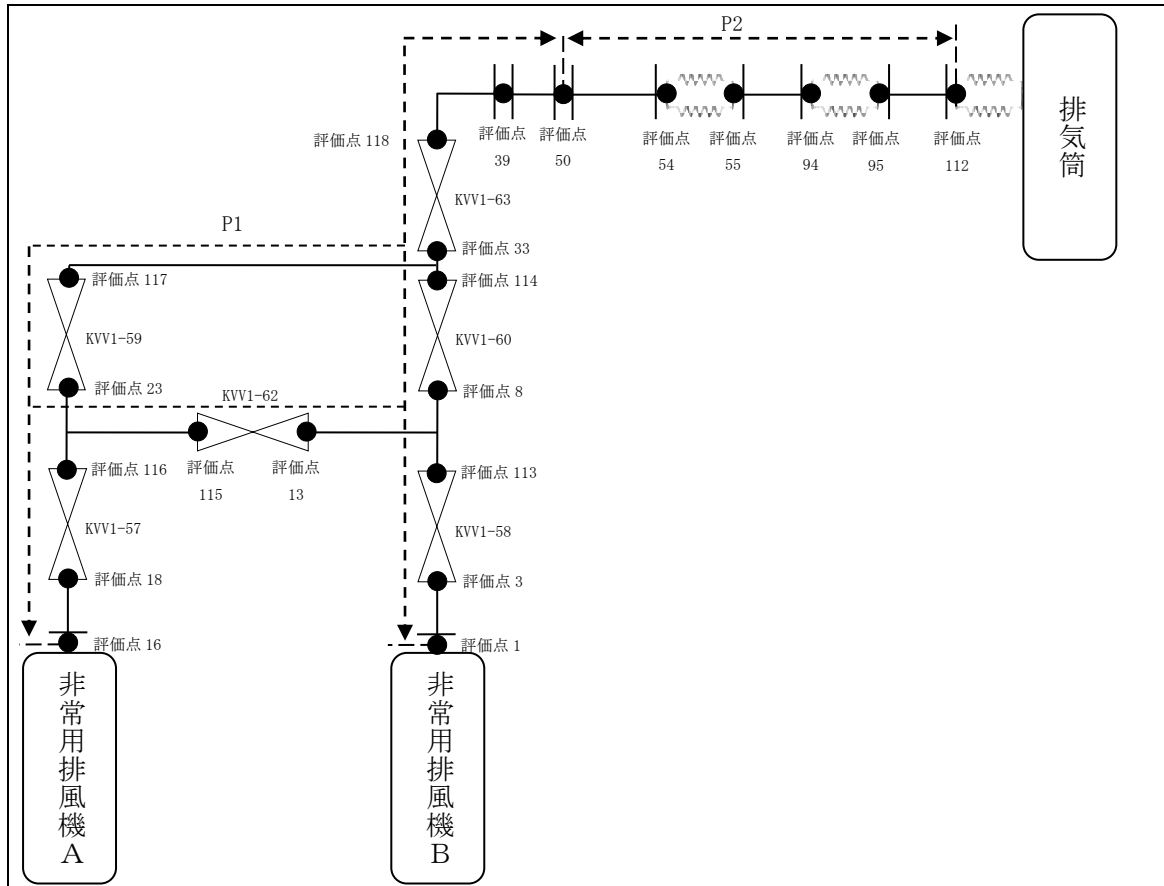 P2
評価点 118
評価点
39
評価点
50
評価点
54
評価点
55
評価点
94
評価点
95
評価点
112
排気筒
KVV1-63
P1
評価点 33
評価点 117
評価点 114
KVV1-59
KVV1-60
評価点 23
KVV1-62
評価点 8
評価点
115
評価点
13
評価点 116
評価点 113
KVV1-57
KVV1-58
評価点 18
評価点 3
評価点 16
評価点 1
非常用排風機A
非常用排風機B